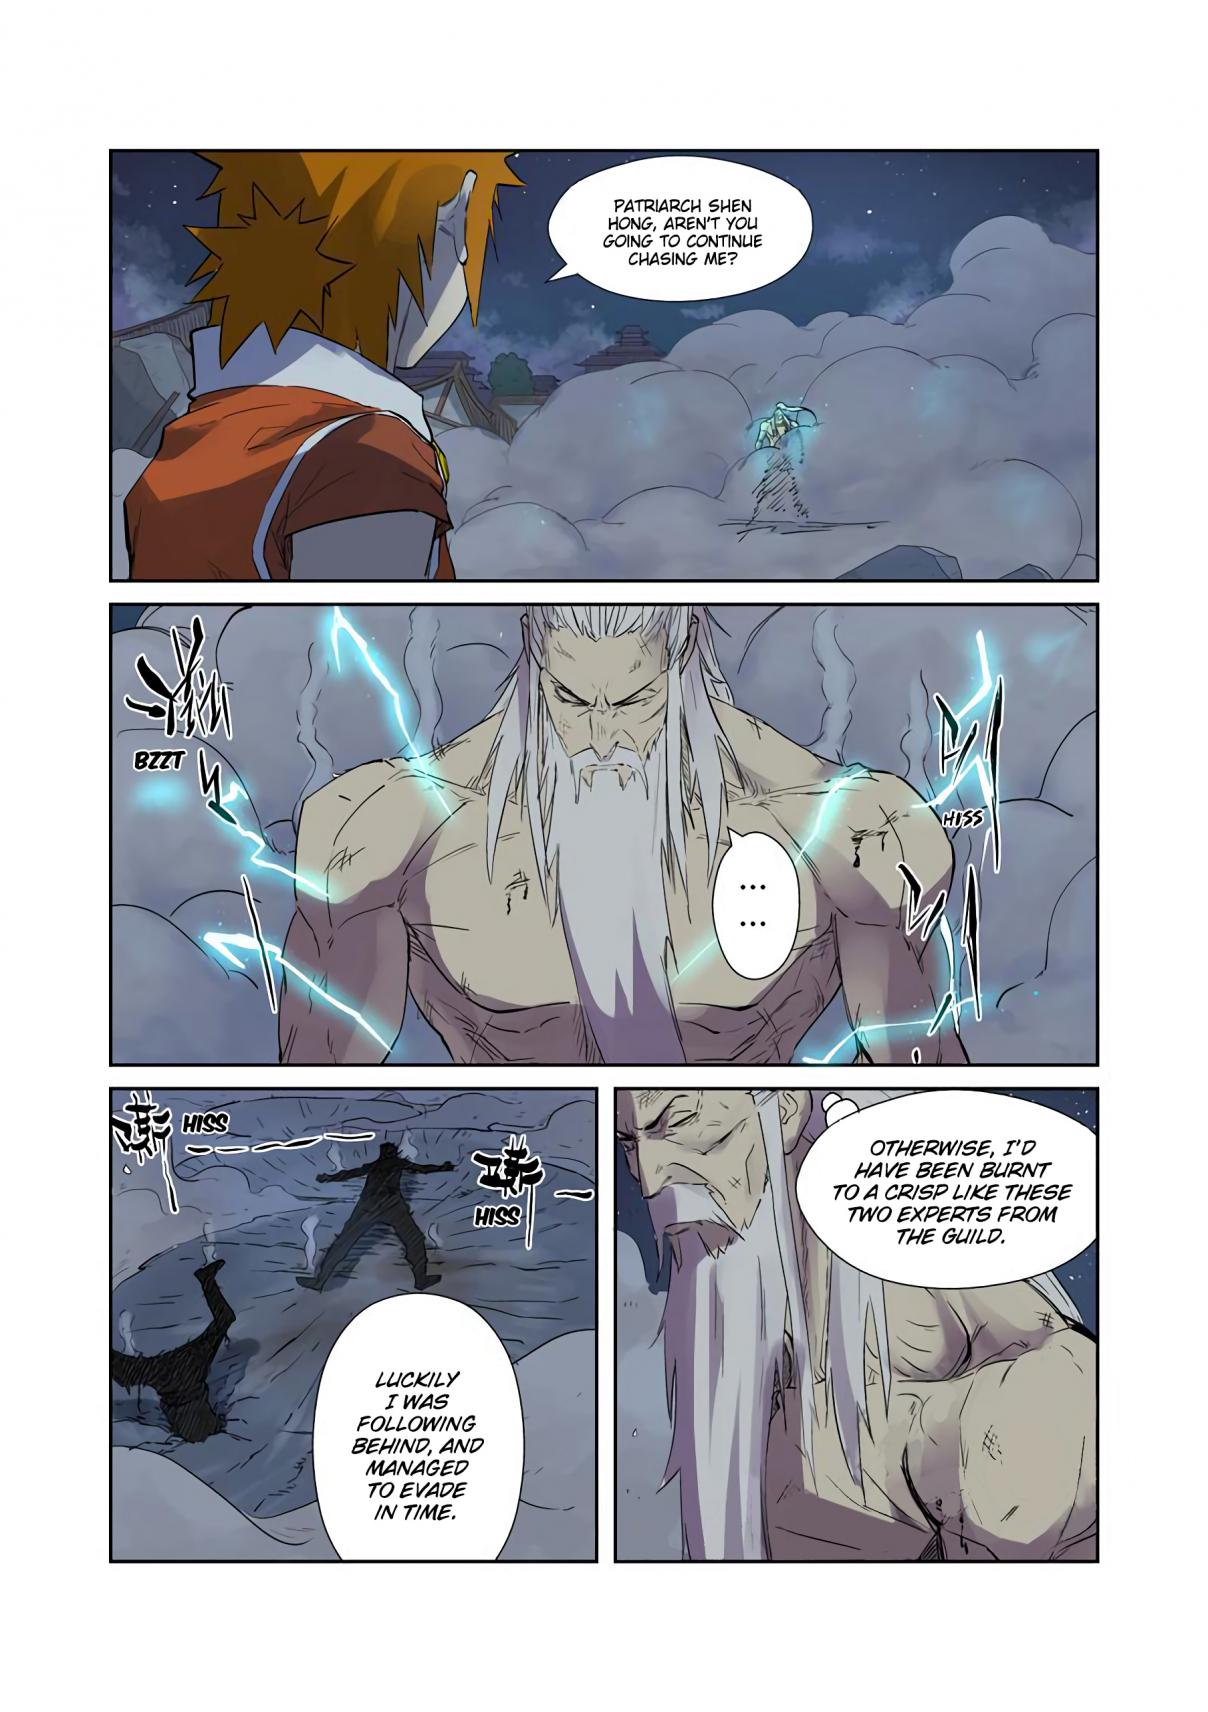 PATRIARCH SHEN
HONG, AREN'T YOU
GOING TO CONTINUE
CHASING ME?
BZZT
HISS
...
...
HISS
HISS
LUCKILY
I WAS
FOLLOWING
BEHIND, AND
MANAGED
TO EVADE
IN TIME.
OTHERWISE, I'D
HAVE BEEN BURNT
TO A CRISP LIKE THESE
TWO EXPERTS FROM
THE GUILD.